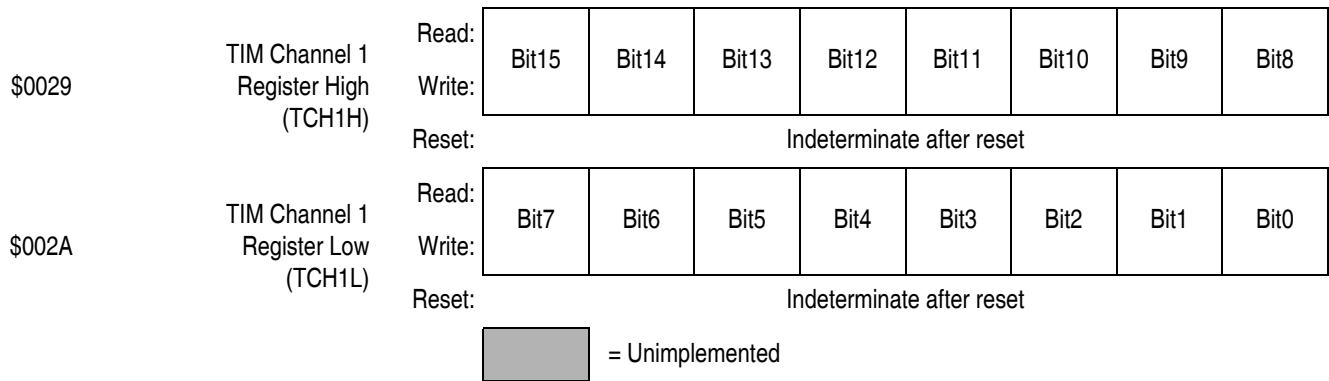 $0029 TIM Channel 1 Register High (TCH1H) Read: Write: Bit15 Bit14 Bit13 Bit12 Bit11 Bit10 Bit9 Bit8
Reset: Indeterminate after reset
$002A TIM Channel 1 Register Low (TCH1L) Read: Write: Bit7 Bit6 Bit5 Bit4 Bit3 Bit2 Bit1 Bit0
Reset: Indeterminate after reset
= Unimplemented